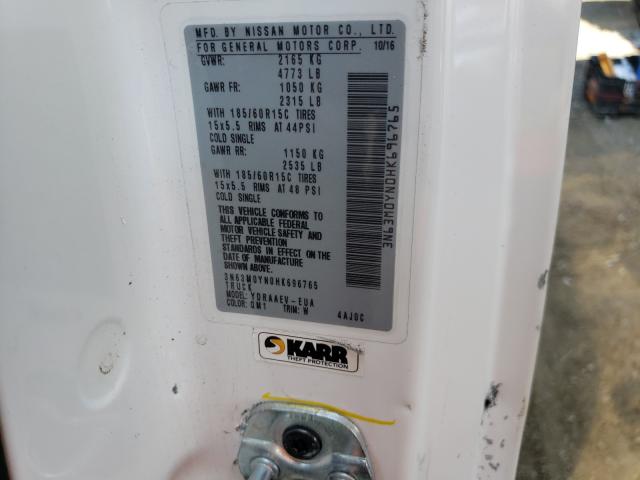 MFD. BY NISSAN MOTOR CO., LTD.
FOR GENERAL MOTORS CORP. 10/16
GVWR: 2165 KG
4773 LB
GAWR FR: 1050 KG
2315 LB
WITH 185/60R15C TIRES
15x5.5 RIMS AT 44PSI
COLD SINGLE
GAWR RR: 1150 KG
2535 LB
WITH 185/60R15C TIRES
15x5.5 RIMS AT 48 PSI
COLD SINGLE
THIS VEHICLE CONFORMS TO
ALL APPLICABLE FEDERAL
MOTOR VEHICLE SAFETY AND
THEFT PREVENTION
STANDARDS IN EFFECT ON THE
DATE OF MANUFACTURE
SHOWN ABOVE.
3N63M0YN0HK696765
TRUCK
MODEL: YDRAAEV-EUA
COLOR: QM1 TRIM: W 4AJ0C
3N63M0YN0HK696765
KARR
THEFT PROTECTION